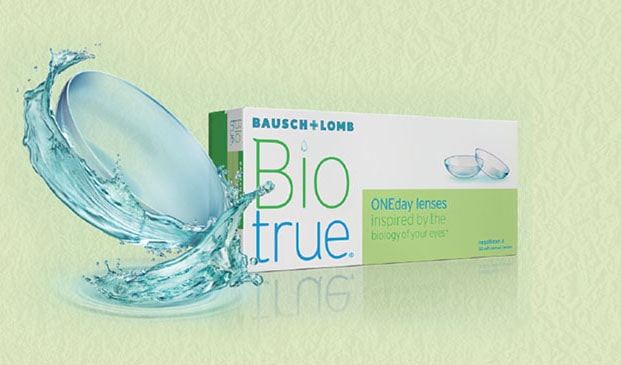 BAUSCH+LOMB
Bio
true®
ONEday lenses
inspired by the
biology of your eyes*